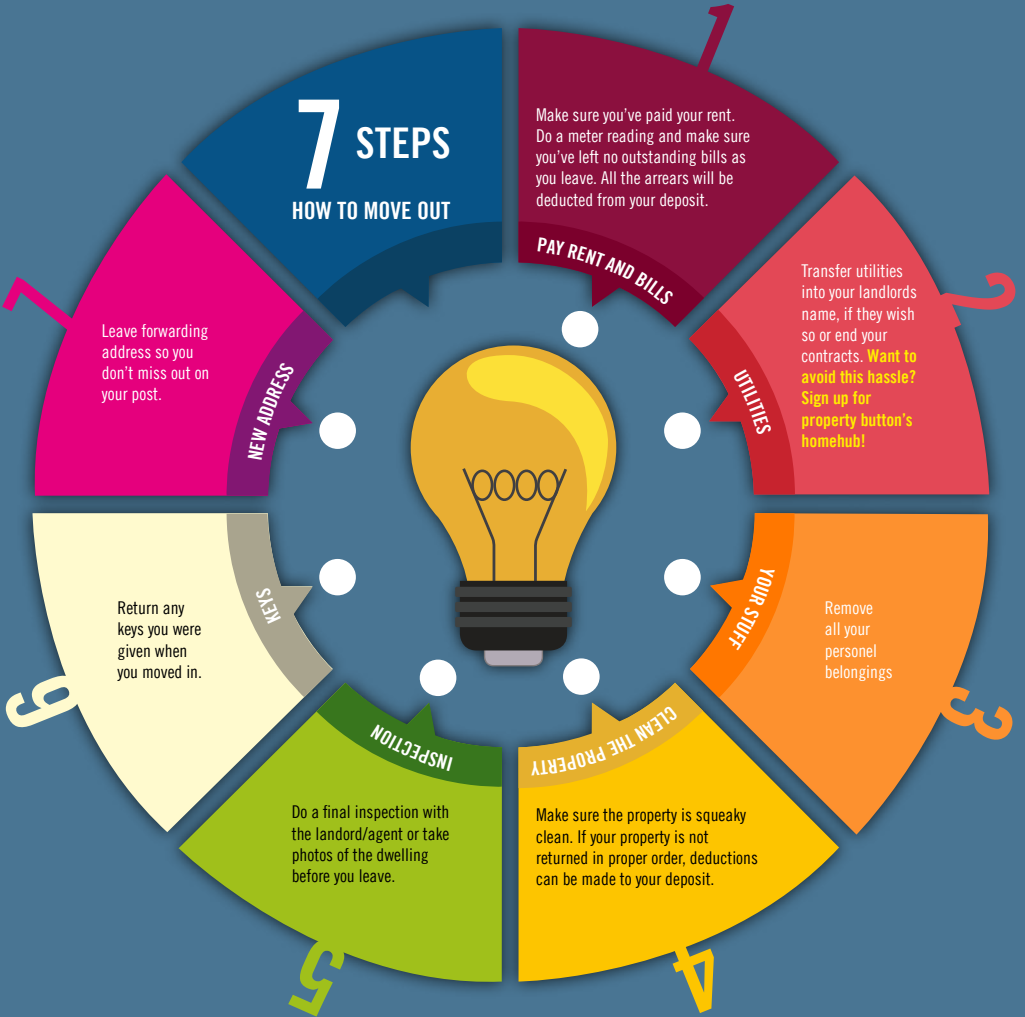 7 STEPS
HOW TO MOVE OUT
1
Make sure you've paid your rent.
Do a meter reading and make sure
you've left no outstanding bills as
you leave. All the arrears will be
deducted from your deposit.
PAY RENT AND BILLS
2
Transfer utilities
into your landlords
name, if they wish
so or end your
contracts. Want to
avoid this hassle?
Sign up for
property button's
homehub!
UTILITIES
3
Remove
all your
personel
belongings
YOUR STUFF
4
CLEAN THE PROPERTY
Make sure the property is squeaky
clean. If your property is not
returned in proper order, deductions
can be made to your deposit.
5
INSPECTION
Do a final inspection with
the landord/agent or take
photos of the dwelling
before you leave.
6
KEYS
Return any
keys you were
given when
you moved in.
7
NEW ADDRESS
Leave forwarding
address so you
don't miss out on
your post.